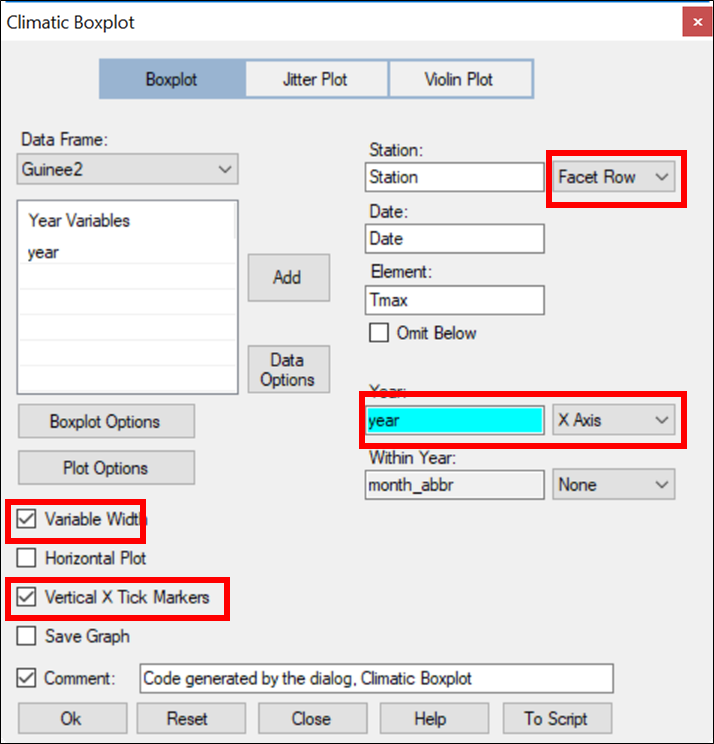 Climatic Boxplot
Boxplot Jitter Plot Violin Plot
Data Frame:
Guinee2
Year Variables
year
Add
Data
Options
Boxplot Options
Plot Options
Station:
Station Facet Row
Date:
Date
Element:
Tmax
Omit Below
Year:
year X Axis
Within Year:
month_abbr None
Variable Width
Horizontal Plot
Vertical X Tick Markers
Save Graph
Comment: Code generated by the dialog, Climatic Boxplot
Ok Reset Close Help To Script